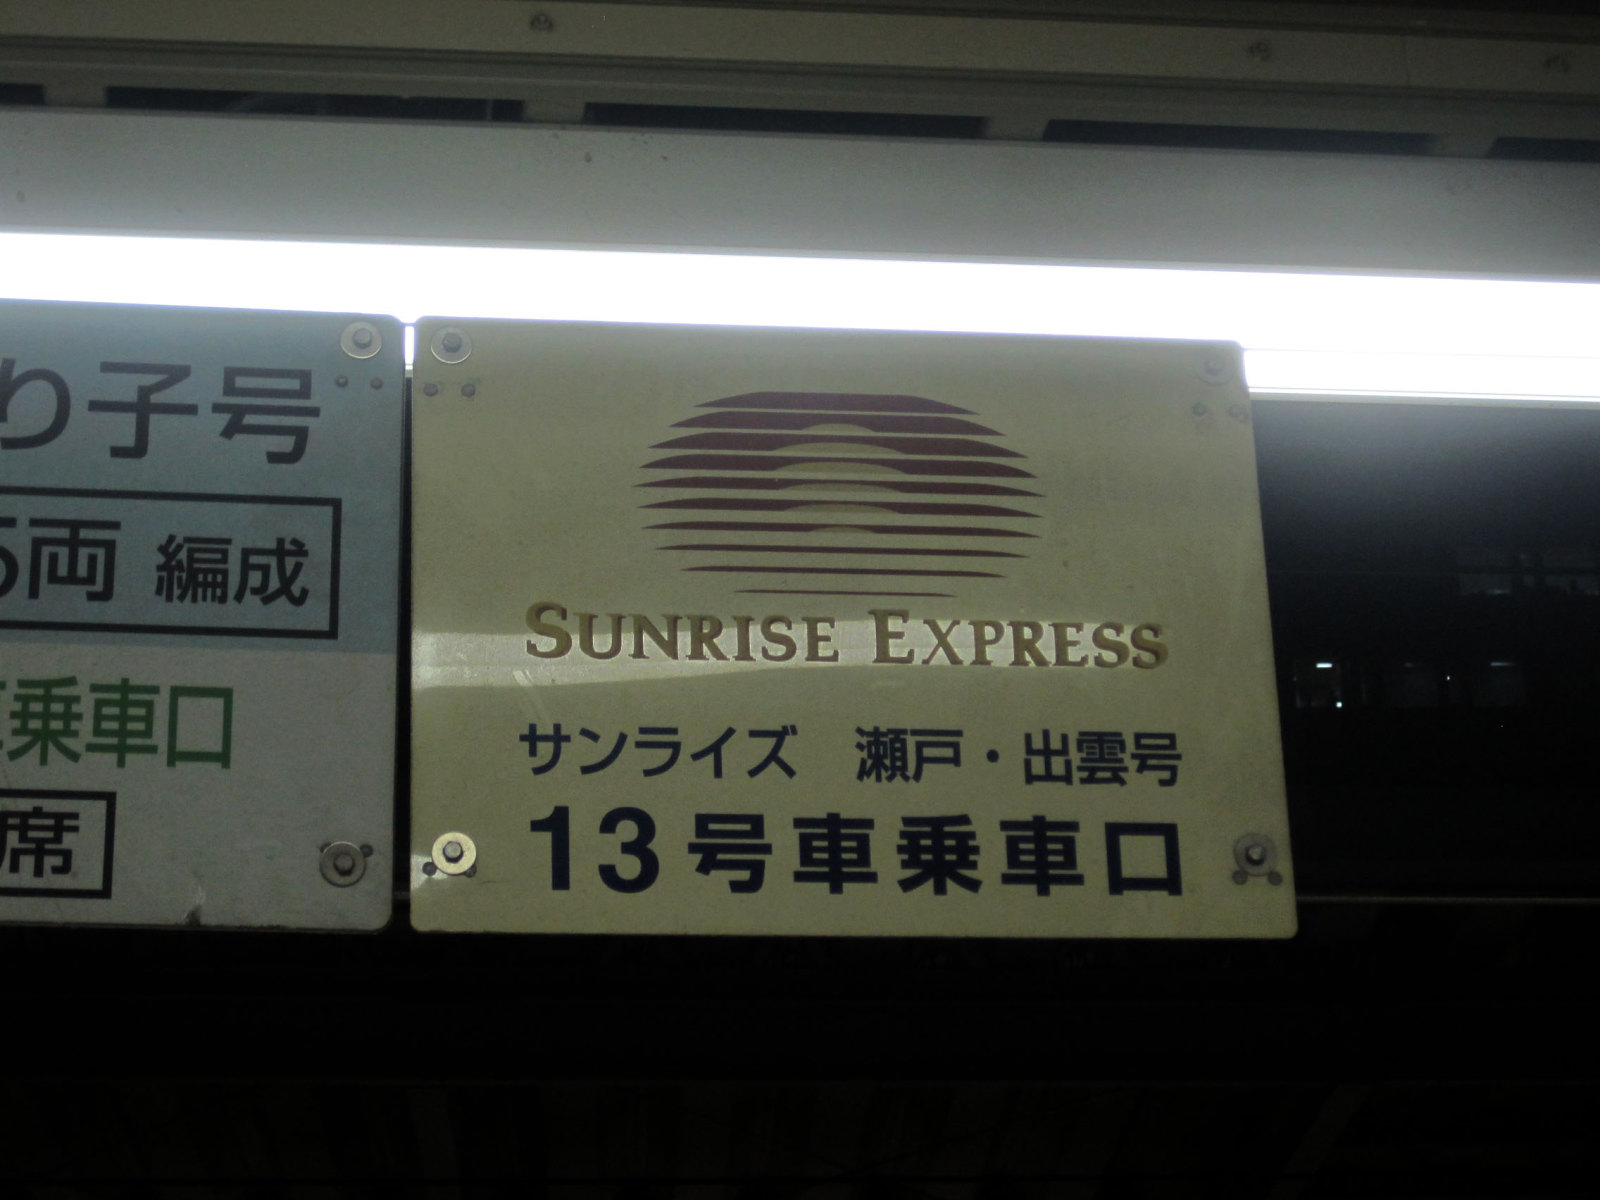 り子号
両 編成
乗車口
席
SUNRISE EXPRESS
サンライズ 瀬戸・出雲号
13号車乗車口